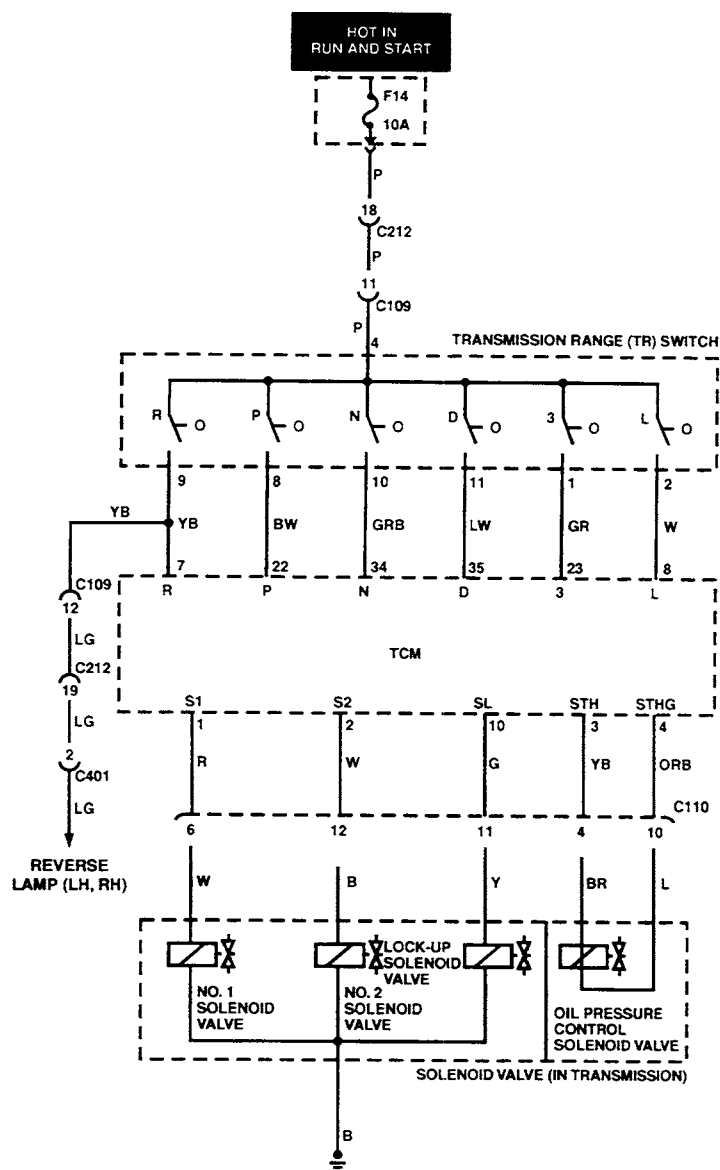 HOT IN
RUN AND START
F14
10A
P
18
C212
P
11
C109
P
4
TRANSMISSION RANGE (TR) SWITCH
R O P O N O D O 3 O L O
9 8 10 11 1 2
YB
YB BW GRB LW GR W
7 22 34 35 23 8
C109
R P N D 3 L
12
LG
TCM
C212
19
S1 S2 SL STH STHG
LG
1 2 10 3 4
2
R W G YB ORB
C401
LG
C110
6 12 11 4 10
REVERSE
LAMP (LH, RH)
W B Y BR L
LOCK-UP
SOLENOID
VALVE
NO. 1
SOLENOID
VALVE
NO. 2
SOLENOID
VALVE
OIL PRESSURE
CONTROL
SOLENOID VALVE
SOLENOID VALVE (IN TRANSMISSION)
B